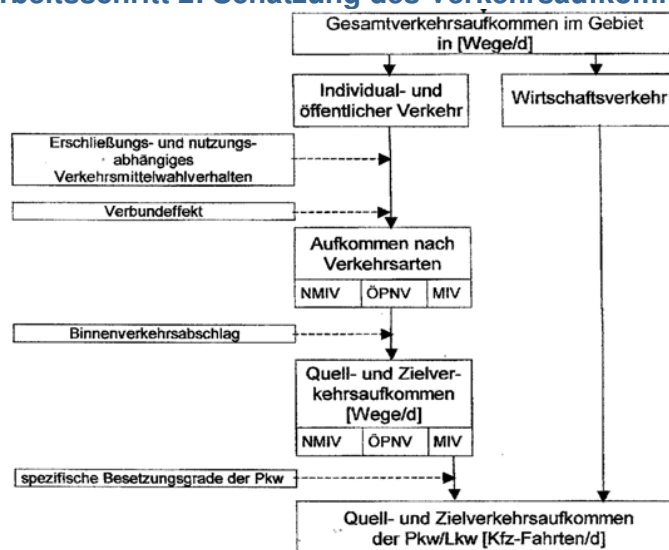 Gesamtverkehrsaufkommen im Gebiet
in [Wege/d]
Individual- und
öffentlicher Verkehr
Wirtschaftsverkehr
Erschließungs- und nutzungs-
abhängiges
Verkehrsmittelwahlverhalten
Verbundeffekt
Aufkommen nach
Verkehrsarten
NMIV ÖPNV MIV
Binnenverkehrsabschlag
Quell- und Zielver-
kehrsaufkommen
[Wege/d]
NMIV ÖPNV MIV
spezifische Besetzungsgrade der Pkw
Quell- und Zielverkehrsaufkommen
der Pkw/Lkw [Kfz-Fahrten/d]